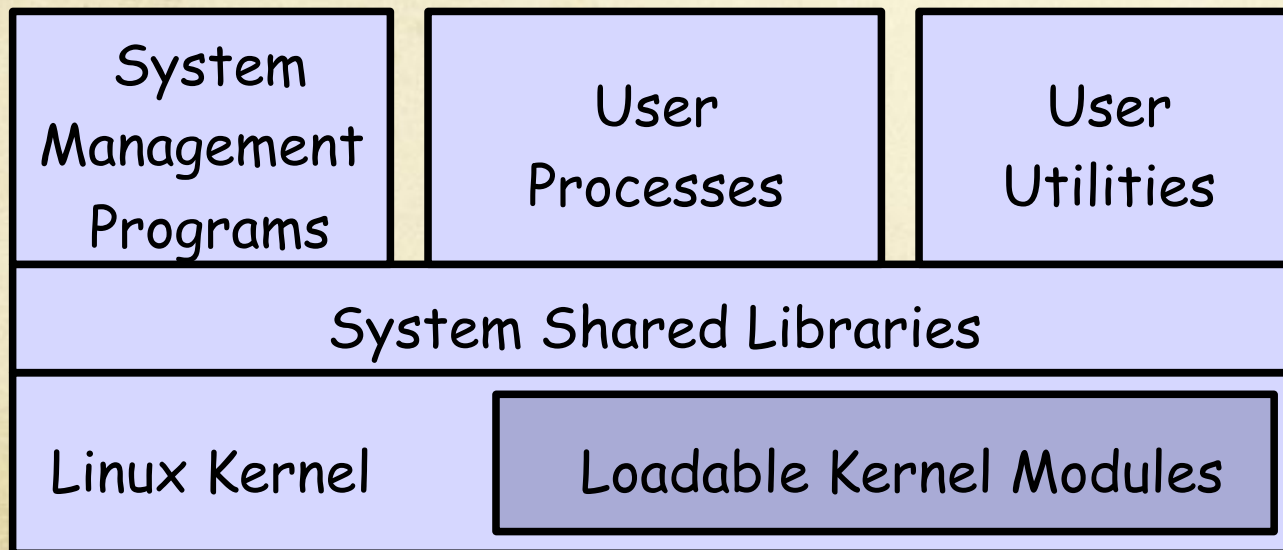 System
Management
Programs
User
Processes
User
Utilities
System Shared Libraries
Linux Kernel
Loadable Kernel Modules